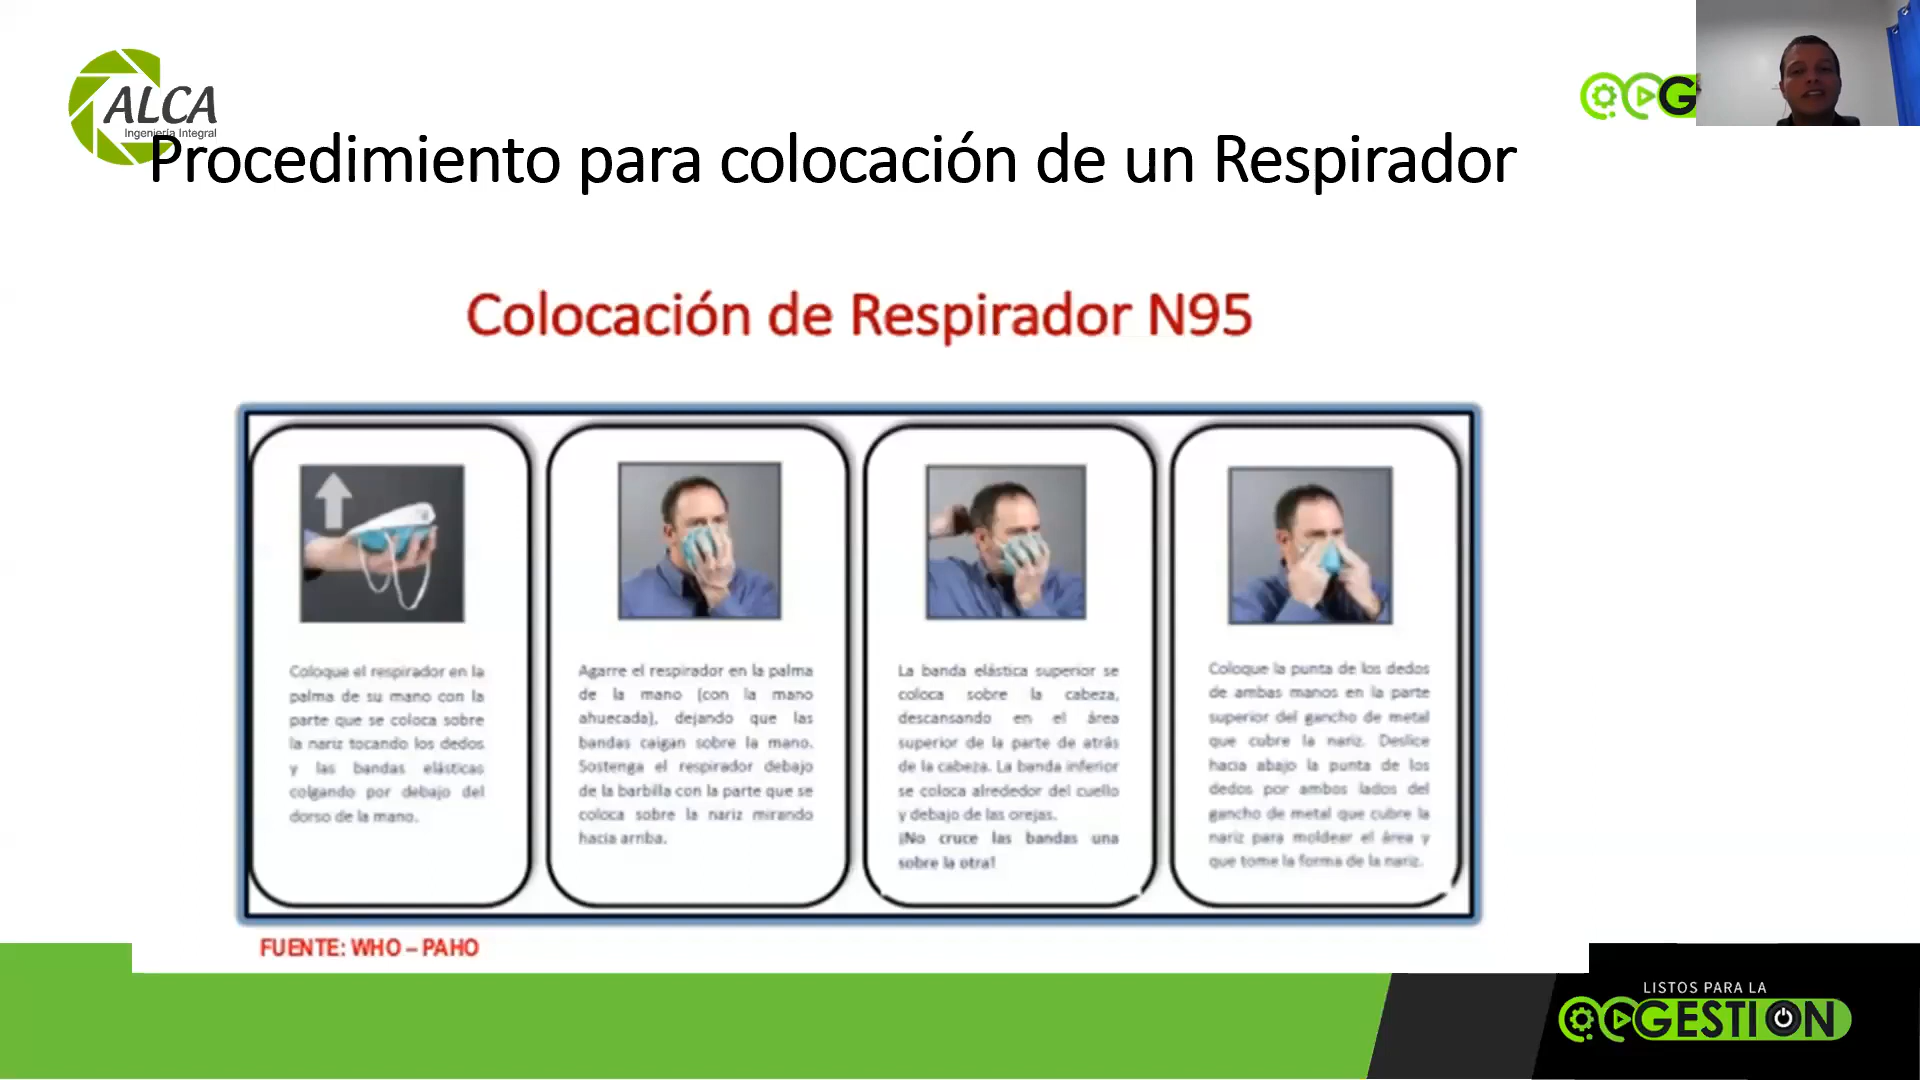 ALCA
Ingeniería Integral
G
Procedimiento para colocación de un Respirador
Colocación de Respirador N95
Coloque el respirador en la
palma de su mano con la
parte que se coloca sobre
la nariz tocando los dedos
y las bandas elásticas
colgando por debajo del
dorso de la mano.
Agarre el respirador en la palma
de la mano (con la mano
ahuecada), dejando que las
bandas caigan sobre la mano.
Sostenga el respirador debajo
de la barbilla con la parte que se
coloca sobre la nariz mirando
hacia arriba.
La banda elástica superior se
coloca sobre la cabeza,
descansando en el área
superior de la parte de atrás
de la cabeza. La banda inferior
se coloca alrededor del cuello
y debajo de las orejas.
¡No cruce las bandas una
sobre la otra!
Coloque la punta de los dedos
de ambas manos en la parte
superior del gancho de metal
que cubre la nariz. Deslice
hacia abajo la punta de los
dedos por ambos lados del
gancho de metal que cubre la
nariz para moldear el área y
que tome la forma de la nariz.
FUENTE: WHO – PAHO
LISTOS PARA LA
GESTION